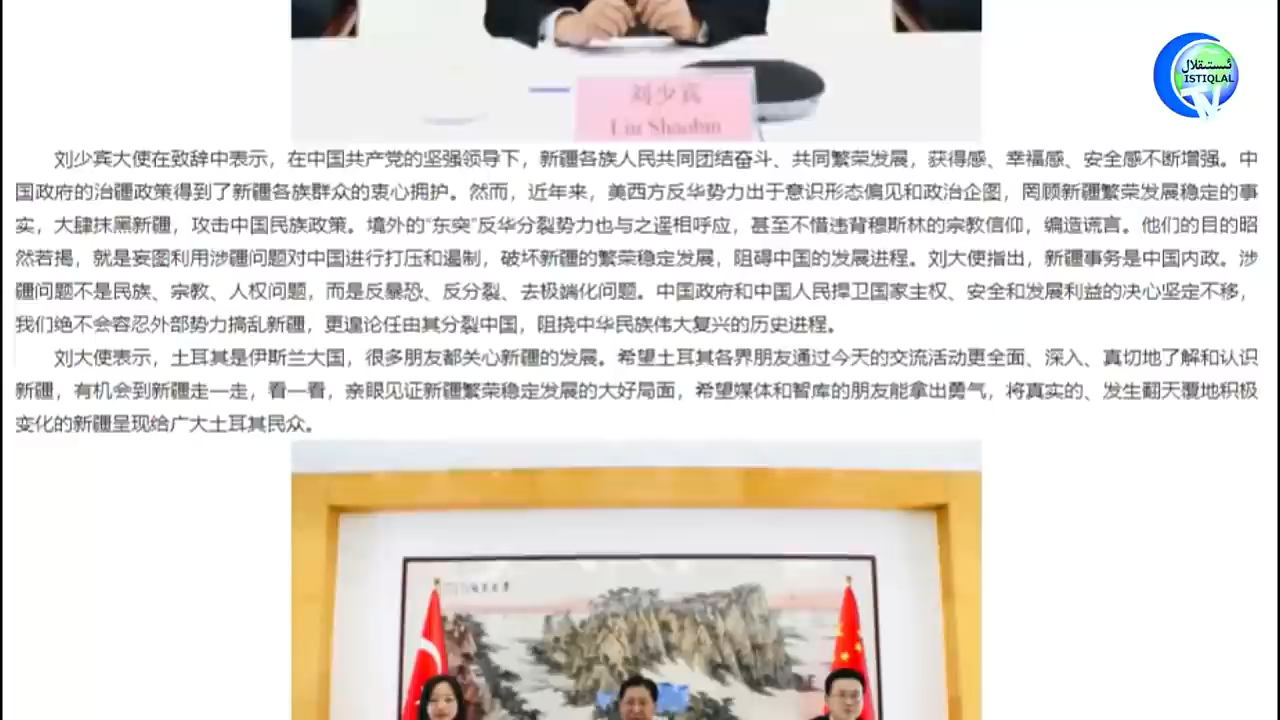 ئىستىقلال
ISTIQLAL
TV
刘少宾
Liu Shaobin
刘少宾大使在致辞中表示，在中国共产党的坚强领导下，新疆各族人民共同团结奋斗、共同繁荣发展，获得感、幸福感、安全感不断增强。中
国政府的治疆政策得到了新疆各族群众的衷心拥护。然而，近年来，美西方反华势力出于意识形态偏见和政治企图，罔顾新疆繁荣发展稳定的事
实，大肆抹黑新疆，攻击中国民族政策。境外的“东突”反华分裂势力也与之遥相呼应，甚至不惜违背穆斯林的宗教信仰，编造谎言。他们的目的昭
然若揭，就是妄图利用涉疆问题对中国进行打压和遏制，破坏新疆的繁荣稳定发展，阻碍中国的发展进程。刘大使指出，新疆事务是中国内政。涉
疆问题不是民族、宗教、人权问题，而是反暴恐、反分裂、去极端化问题。中国政府和中国人民捍卫国家主权、安全和发展利益的决心坚定不移，
我们绝不会容忍外部势力搞乱新疆，更遑论任由其分裂中国，阻挠中华民族伟大复兴的历史进程。
刘大使表示，土耳其是伊斯兰大国，很多朋友都关心新疆的发展。希望土耳其各界朋友通过今天的交流活动更全面、深入、真切地了解和认识
新疆，有机会到新疆走一走，看一看，亲眼见证新疆繁荣稳定发展的大好局面，希望媒体和智库的朋友能拿出勇气，将真实的、发生翻天覆地积极
变化的新疆呈现给广大土耳其民众。